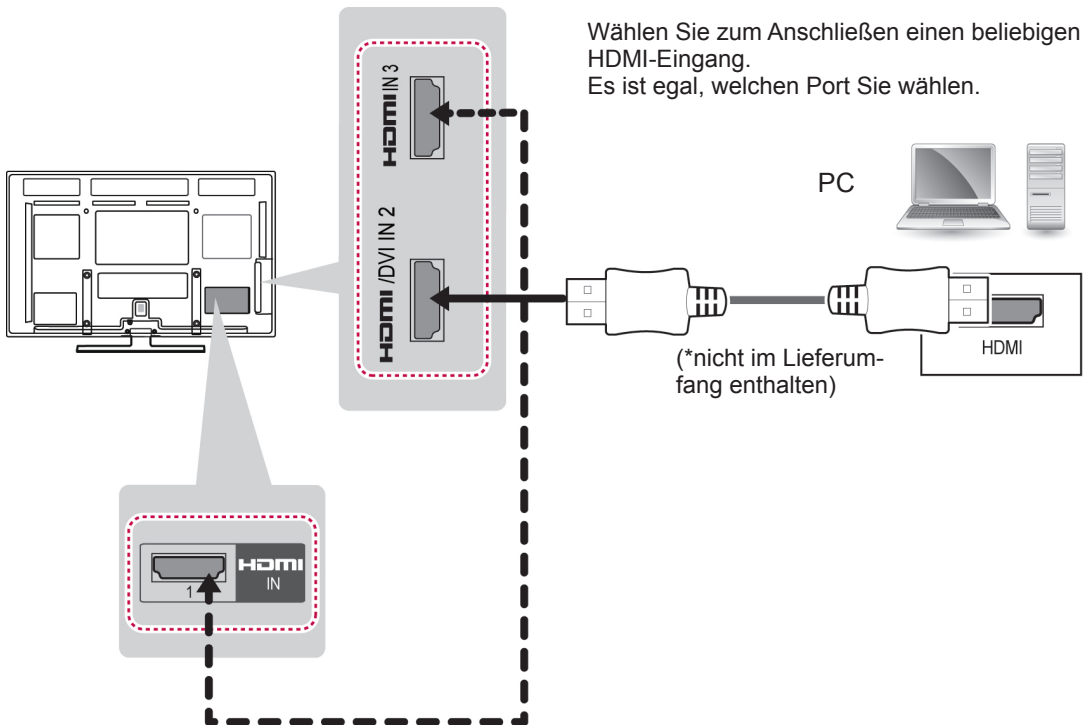 Wählen Sie zum Anschließen einen beliebigen
HDMI-Eingang.
Es ist egal, welchen Port Sie wählen.
HDMI IN 3
HDMI /DVI IN 2
PC
HDMI
(*nicht im Lieferum-
fang enthalten)
1
HDMI
IN